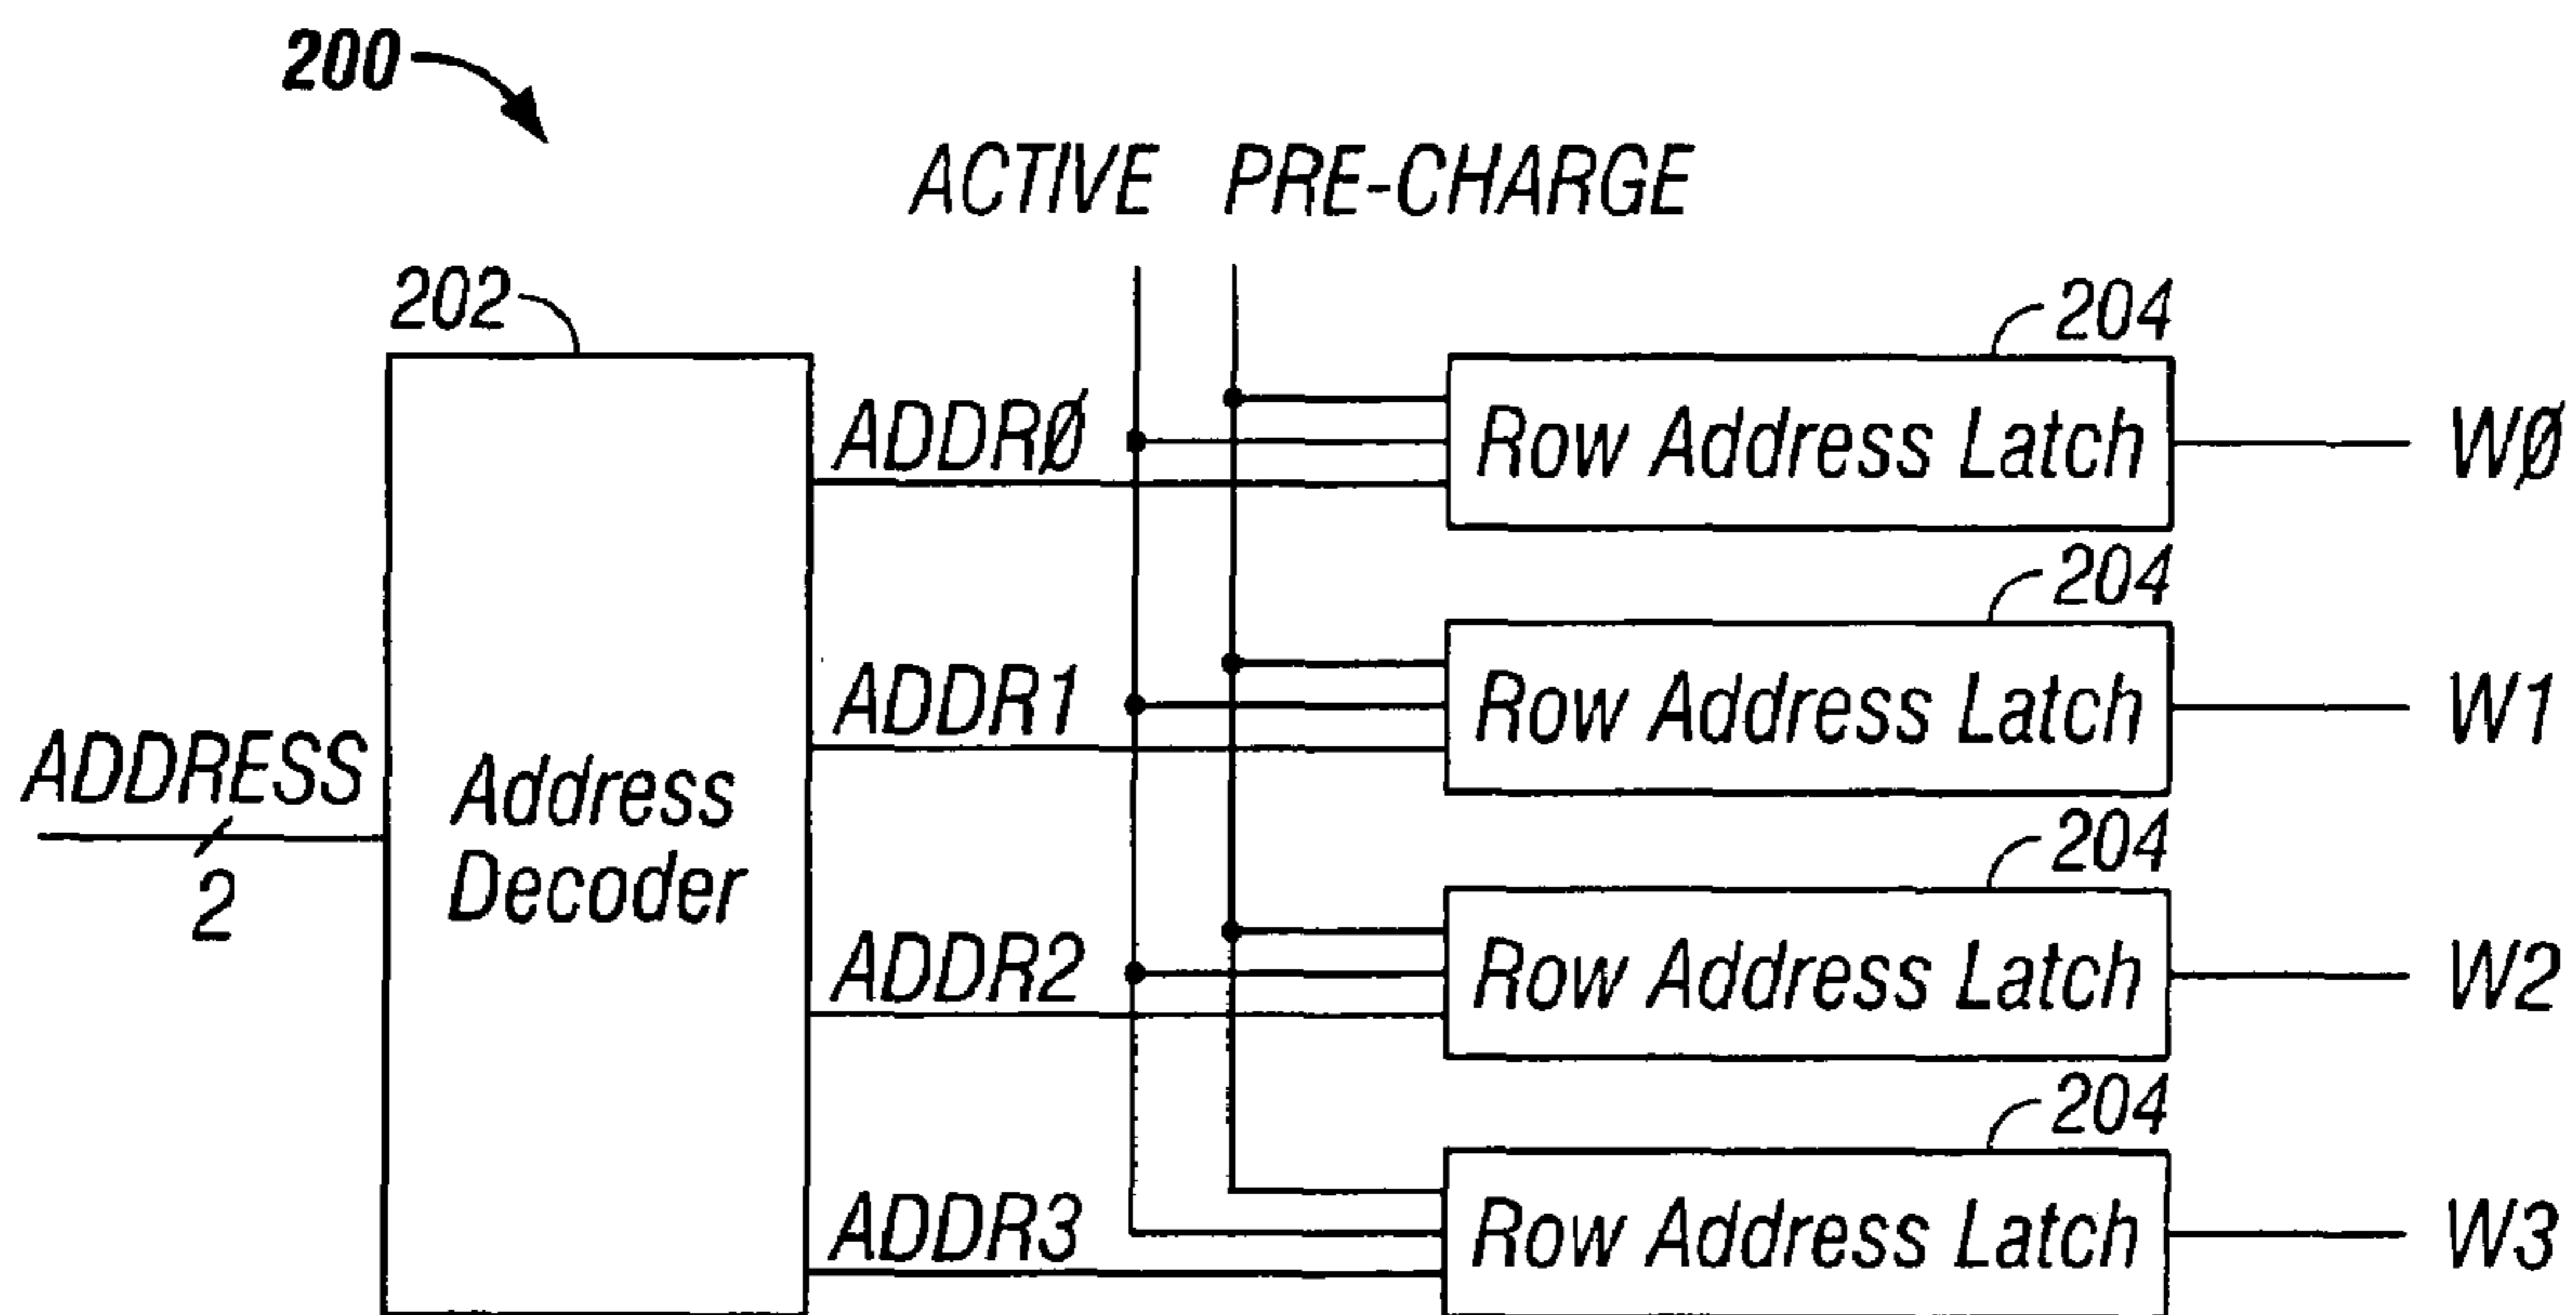 200
ACTIVE PRE-CHARGE
202
204
ADDRØ
Row Address Latch
WØ
204
ADDR1
Row Address Latch
W1
ADDRESS
2
Address
Decoder
204
ADDR2
Row Address Latch
W2
204
ADDR3
Row Address Latch
W3